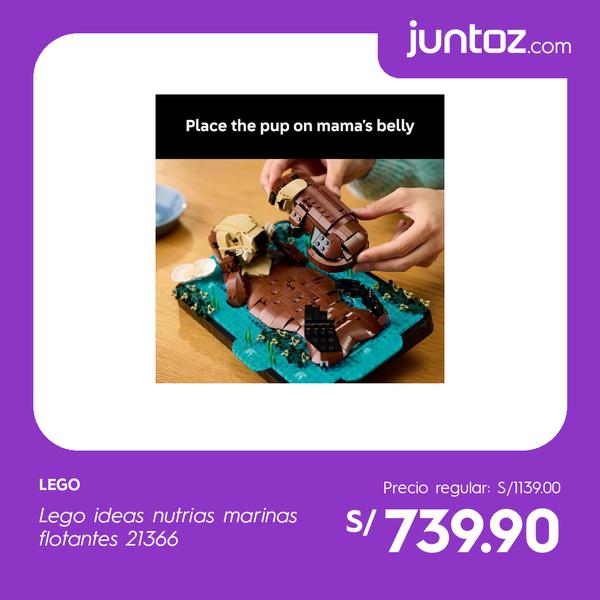 juntoz.com
Place the pup on mama's belly
LEGO
Lego ideas nutrias marinas
flotantes 21366
Precio regular: S/1139.00
S/739.90